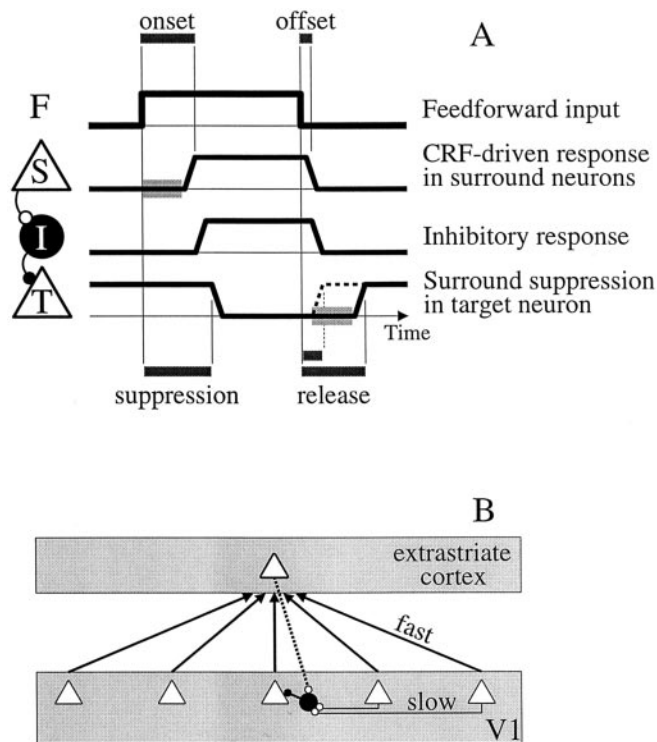 onset
offset
A
F
Feedforward input
S
CRF-driven response
in surround neurons
I
Inhibitory response
T
Surround suppression
in target neuron
Time
suppression
release
B
extrastriate
cortex
fast
slow
V1